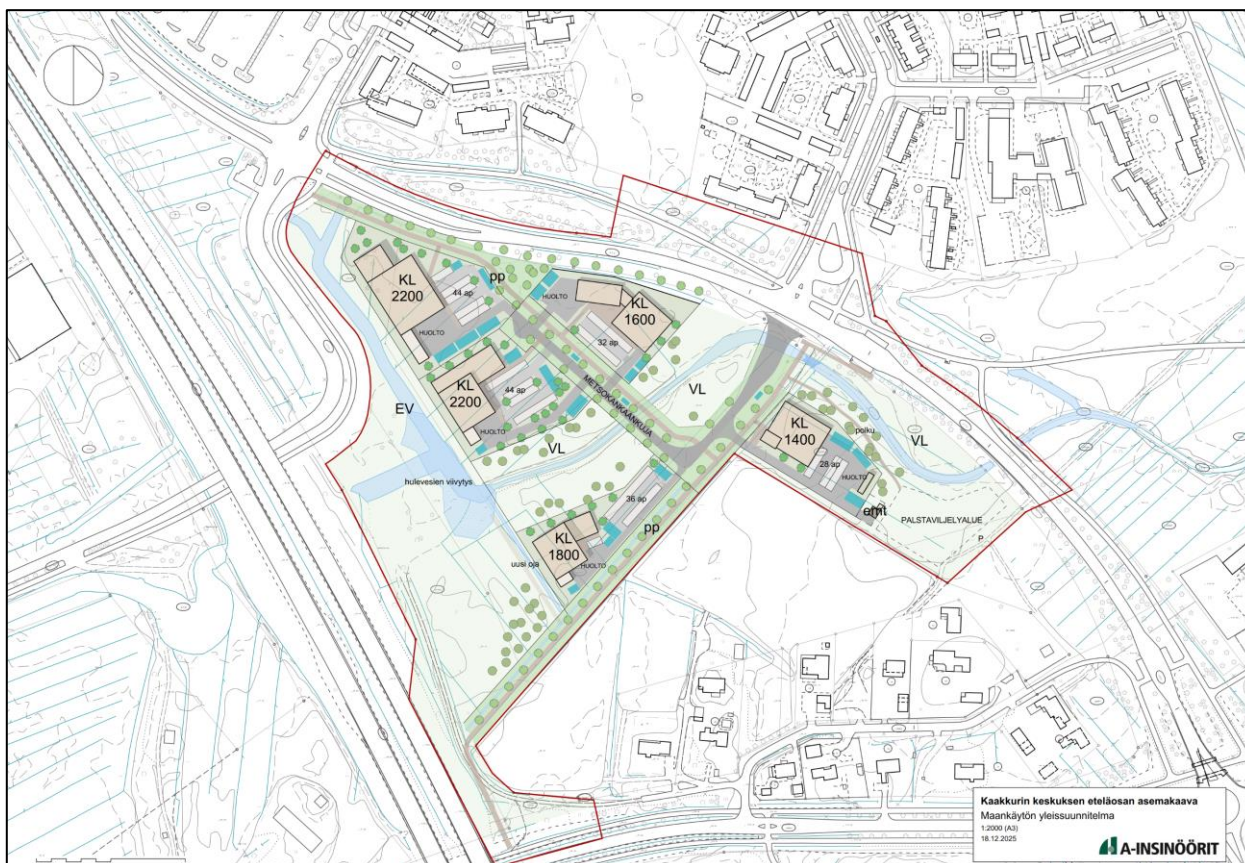 KL
2200
44 ap
HUOLTO
pp
HUOLTO
KL
1600
32 ap
KL
2200
44 ap
HUOLTO
METSOKANKAANKUJA
VL
EV
VL
hulevesien viivytys
KL
1400
polku
28 ap
HUOLTO
VL
emt
PALSTAVILJELYALUE
P
36 ap
pp
KL
1800
HUOLTO
uusi oja
Kaakkurin keskuksen eteläosan asemakaava
Maankäytön yleissuunnitelma
1:2000 (A3)
18.12.2025
A-INSINÖÖRIT